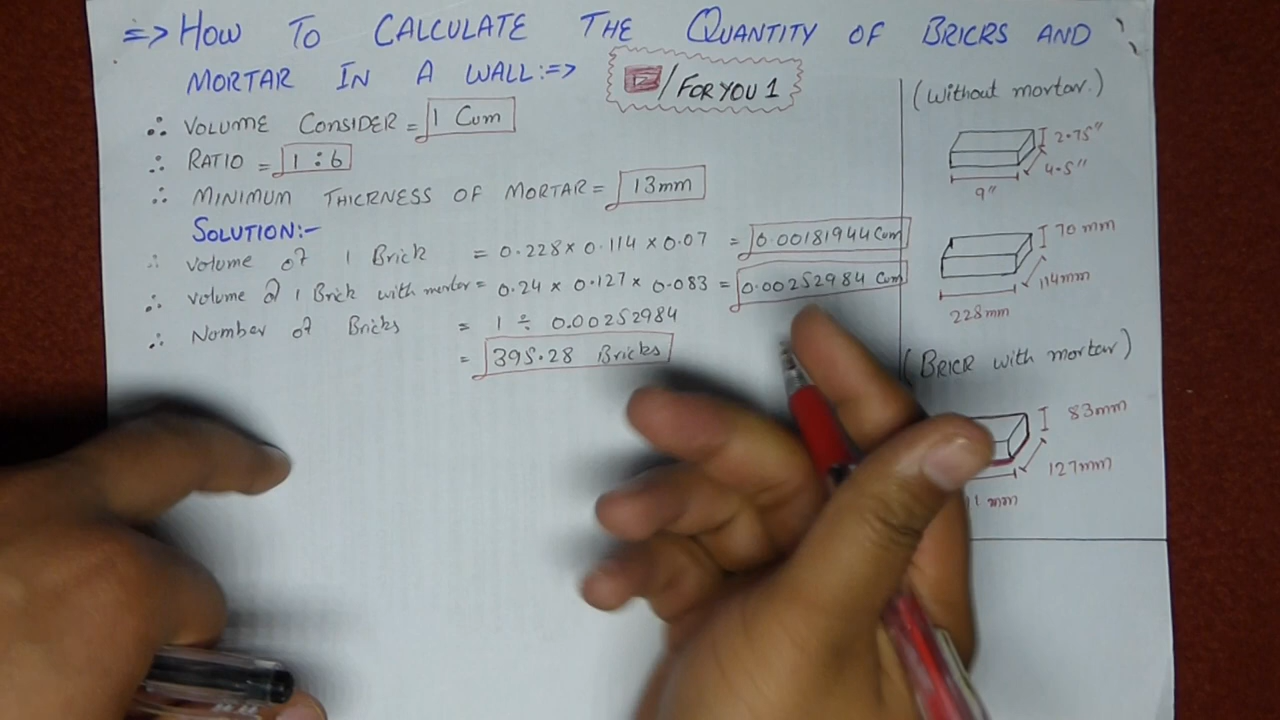 => HOW TO CALCULATE THE QUANTITY OF BRICKS AND
MORTAR IN A WALL:=>
/FOR YOU 1
∴ VOLUME CONSIDER = 1 Cum
∴ RATIO = 1 : 6
∴ MINIMUM THICKNESS OF MORTAR = 13mm
SOLUTION:-
∴ Volume of 1 Brick = 0.228 x 0.114 x 0.07 = 0.00181944 Cum
∴ Volume of 1 Brick with mortar = 0.24 x 0.127 x 0.083 = 0.00252984 Cum
∴ Nomber of Bricks = 1 ÷ 0.00252984
= 395.28 Bricks
(Without mortar.)
2.75"
4.5"
9"
70 mm
114mm
228mm
(BRICK with mortar)
83mm
127mm
mm